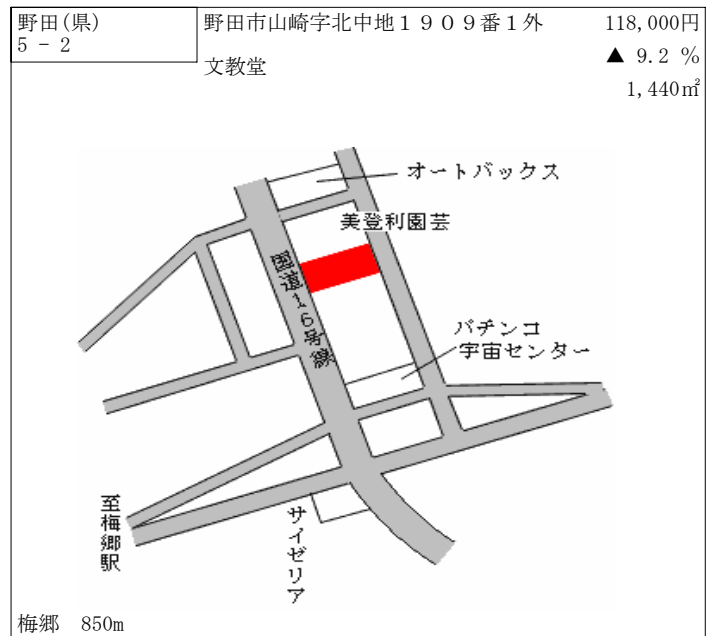 野田(県)
5 - 2
野田市山崎字北中地１９０９番１外
文教堂
118,000円
▲ 9.2 %
1,440㎡
オートバックス
美登利園芸
国道１６号線
パチンコ
宇宙センター
至梅郷駅
サイゼリア
梅郷　850m